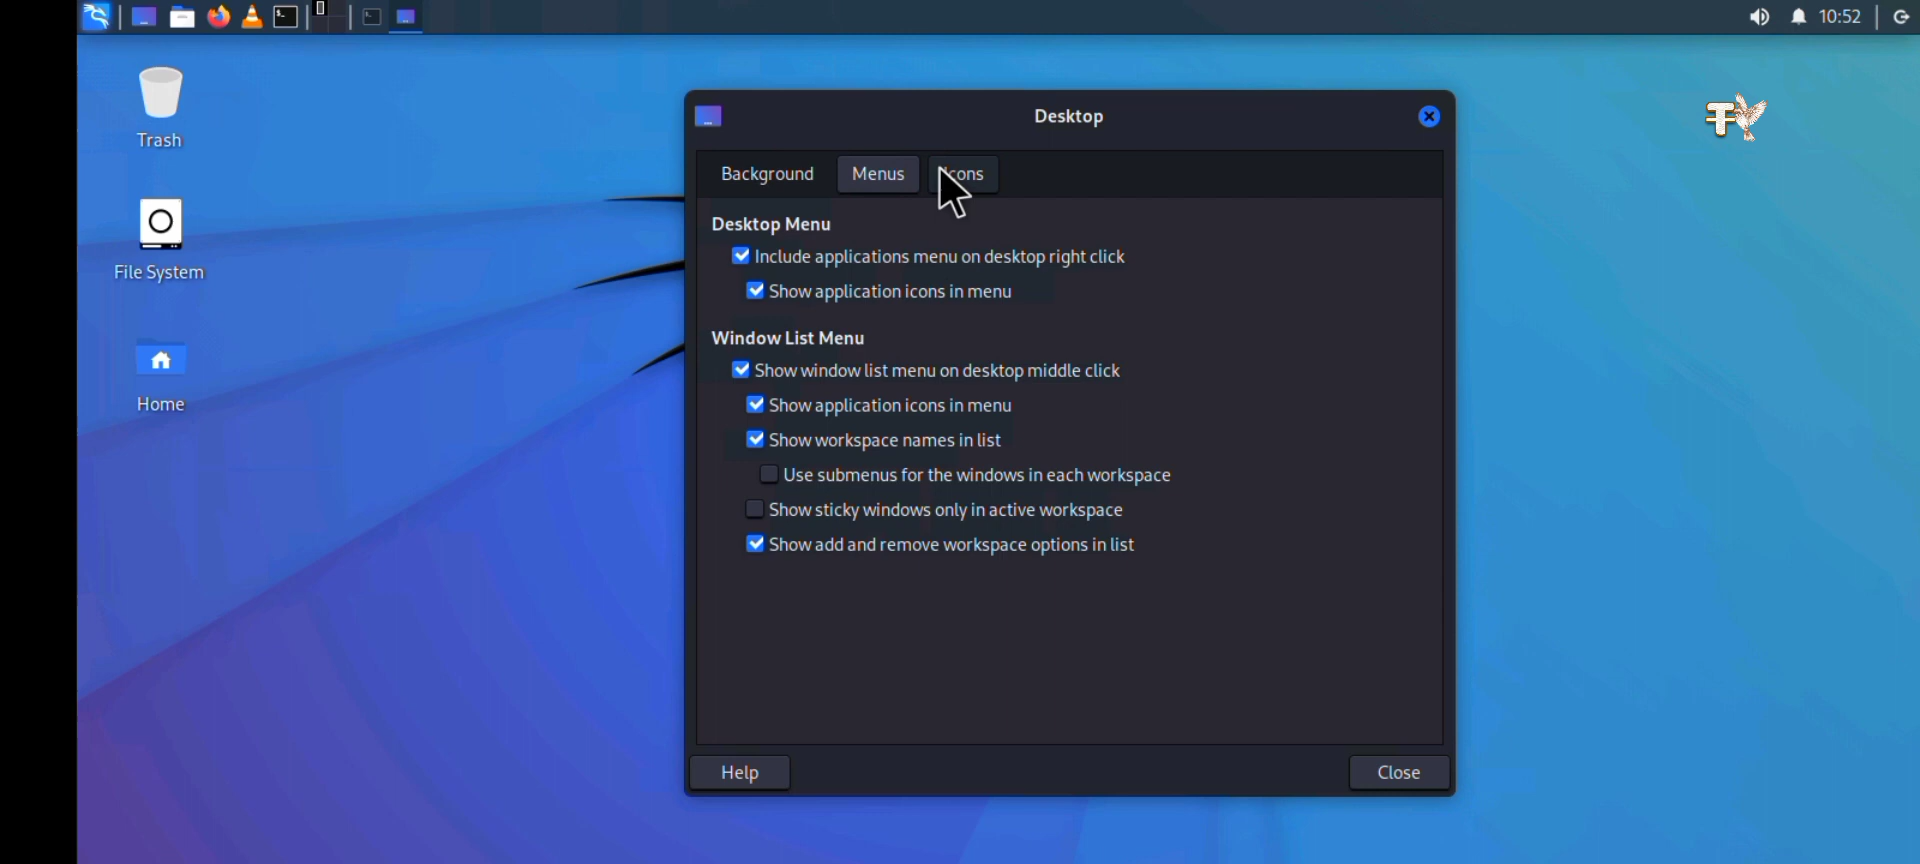 10:52
Trash
File System
Home
Desktop
Background Menus Icons
Desktop Menu
Include applications menu on desktop right click
Show application icons in menu
Window List Menu
Show window list menu on desktop middle click
Show application icons in menu
Show workspace names in list
Use submenus for the windows in each workspace
Show sticky windows only in active workspace
Show add and remove workspace options in list
Help Close